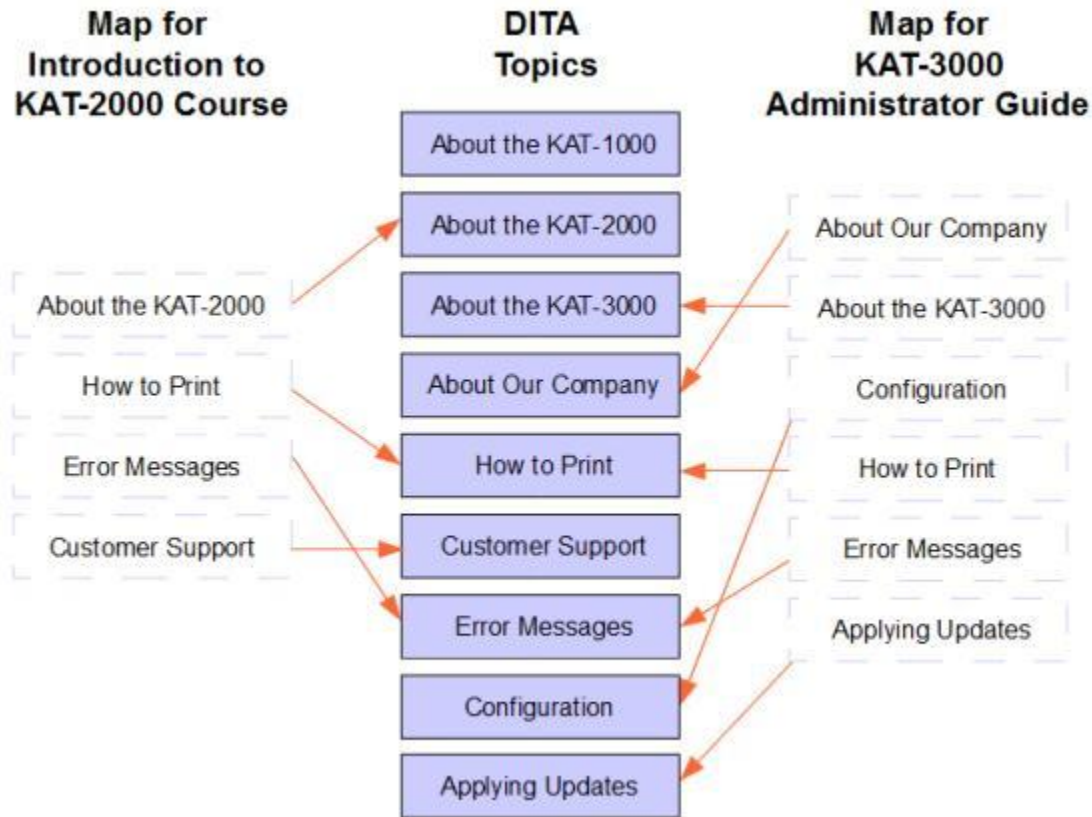 Map for
Introduction to
KAT-2000 Course
About the KAT-2000
How to Print
Error Messages
Customer Support
DITA
Topics
About the KAT-1000
About the KAT-2000
About the KAT-3000
About Our Company
How to Print
Customer Support
Error Messages
Configuration
Applying Updates
Map for
KAT-3000
Administrator Guide
About Our Company
About the KAT-3000
Configuration
How to Print
Error Messages
Applying Updates